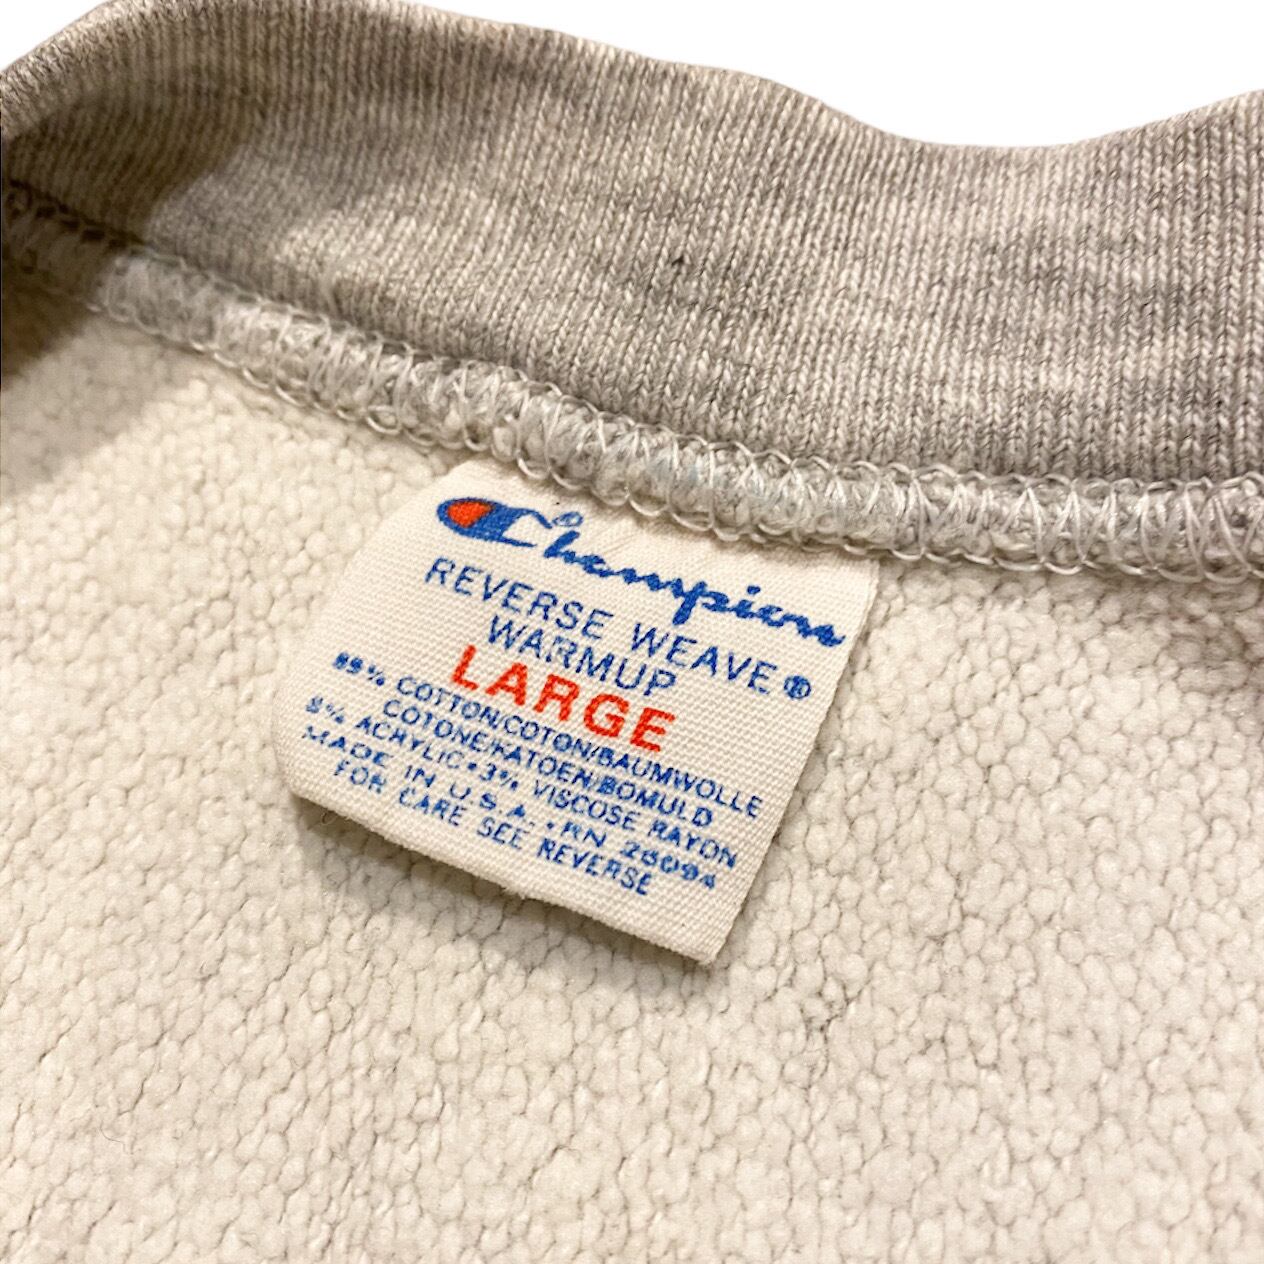 Champion®
REVERSE WEAVE®
WARMUP
LARGE
89% COTTON/COTON/BAUMWOLLE
COTONE/KATOEN/BOMULD
8% ACRYLIC • 3% VISCOSE RAYON
MADE IN U.S.A. • RN 26094
FOR CARE SEE REVERSE